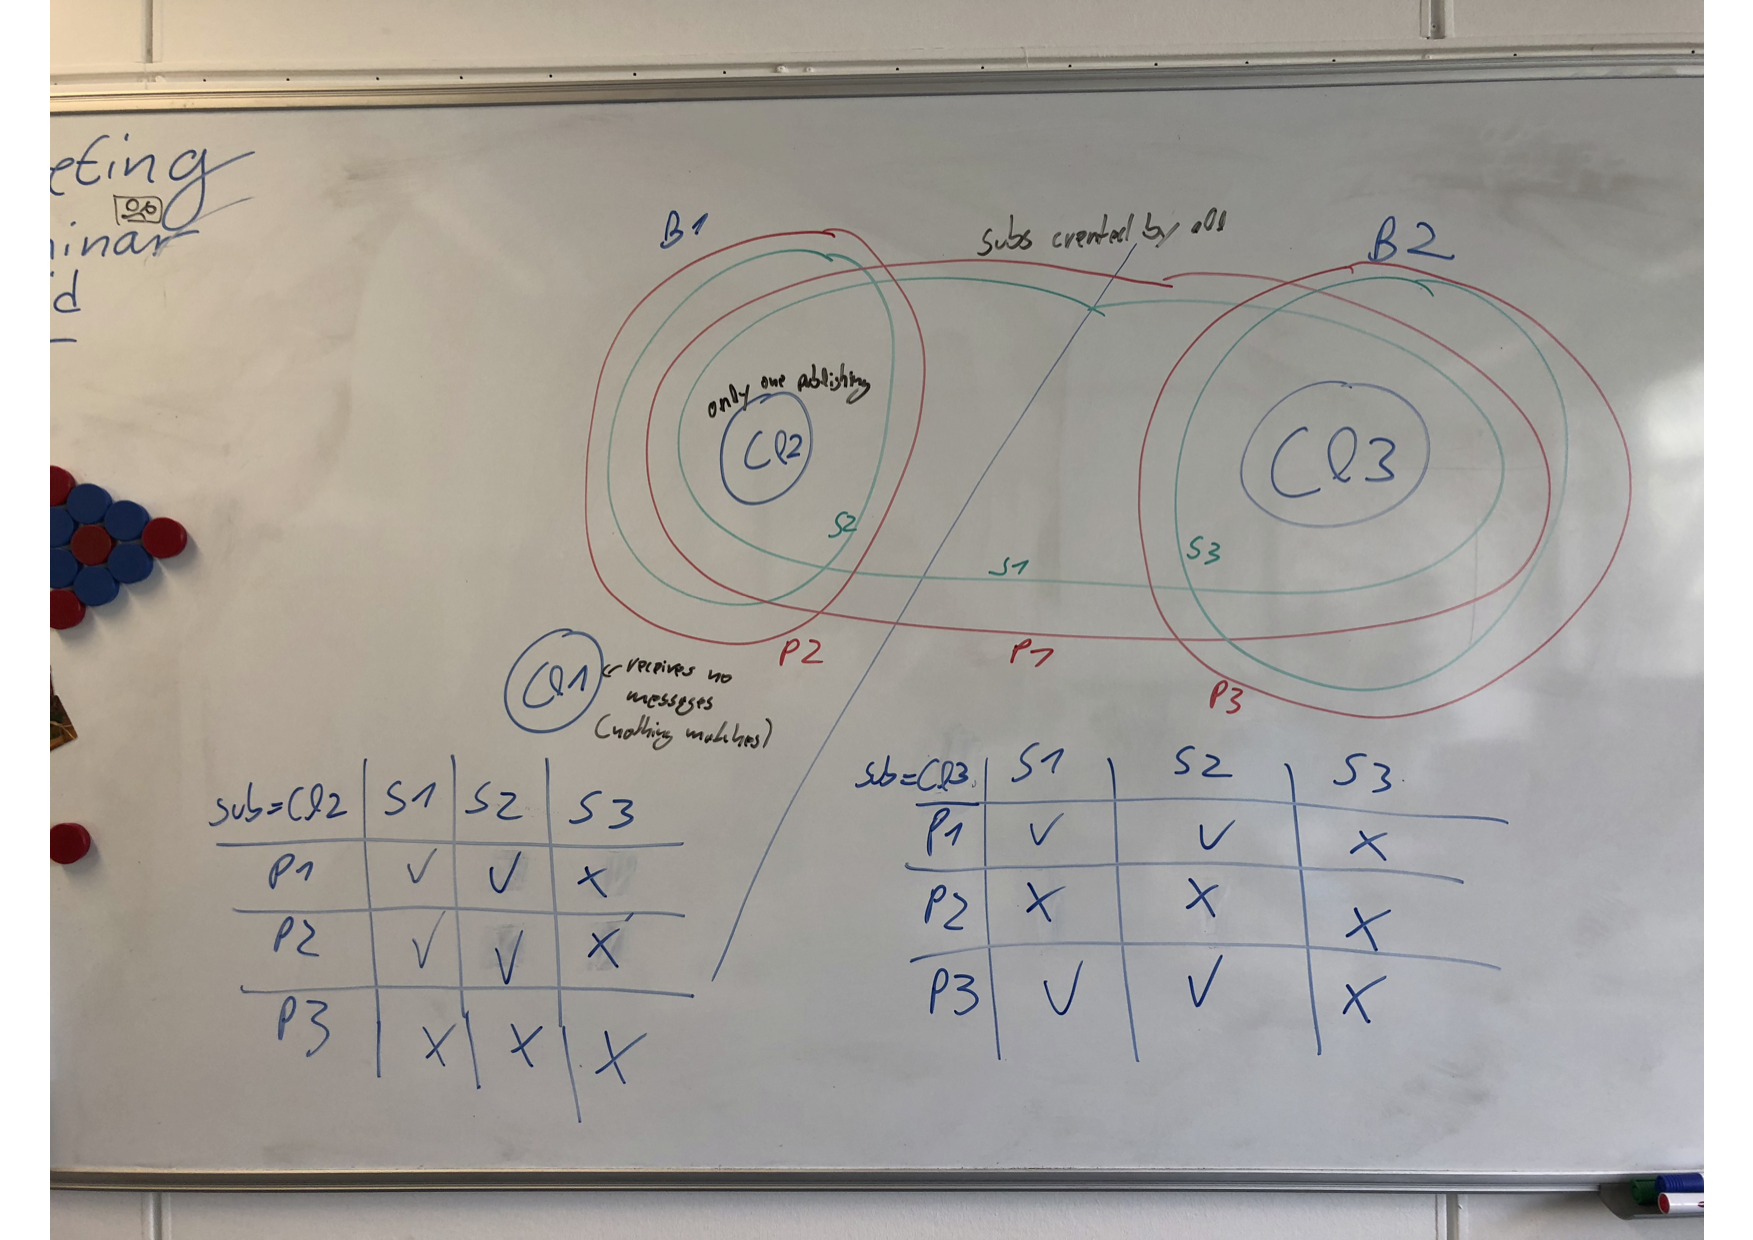 eting
inar
d
B1
subs created by all
B2
only one publishing
Cl2
Cl3
S2
S1
S3
P2
P1
P3
Cl1
← receives no
messages
(nothing matches)
sub=Cl2 S1 S2 S3
P1 ✓ ✓ X
P2 ✓ ✓ X
P3 X X X
sub=Cl3 S1 S2 S3
P1 ✓ ✓ X
P2 X X X
P3 ✓ ✓ X